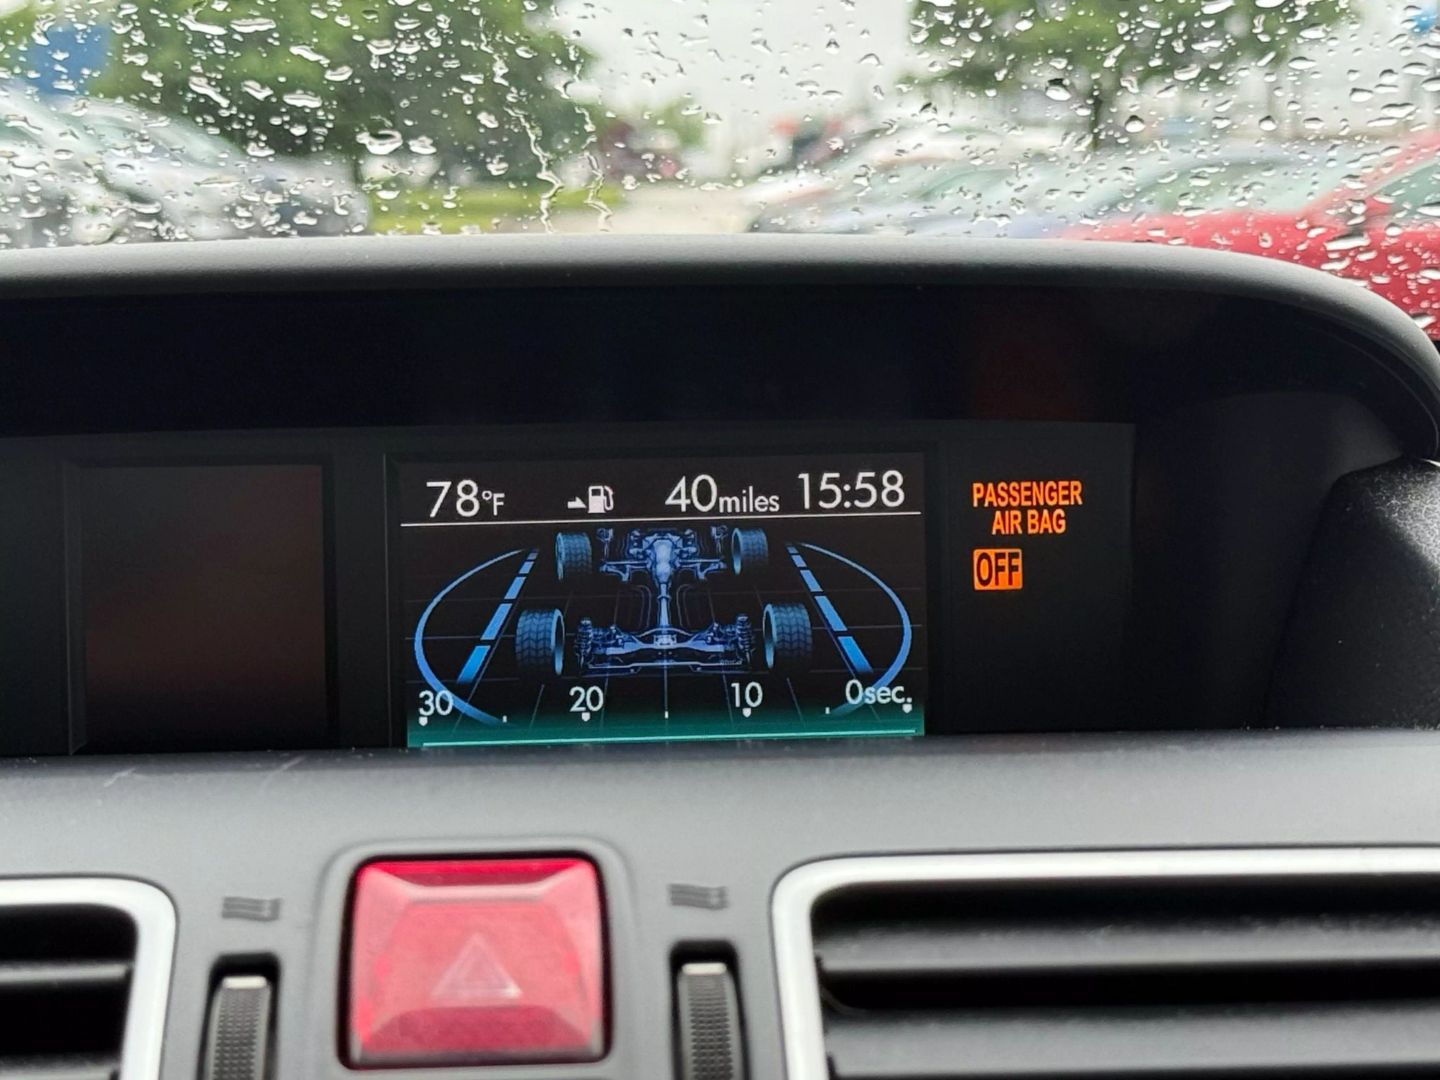 78°F 40miles 15:58
PASSENGER
AIR BAG
OFF
30 20 10 0sec.